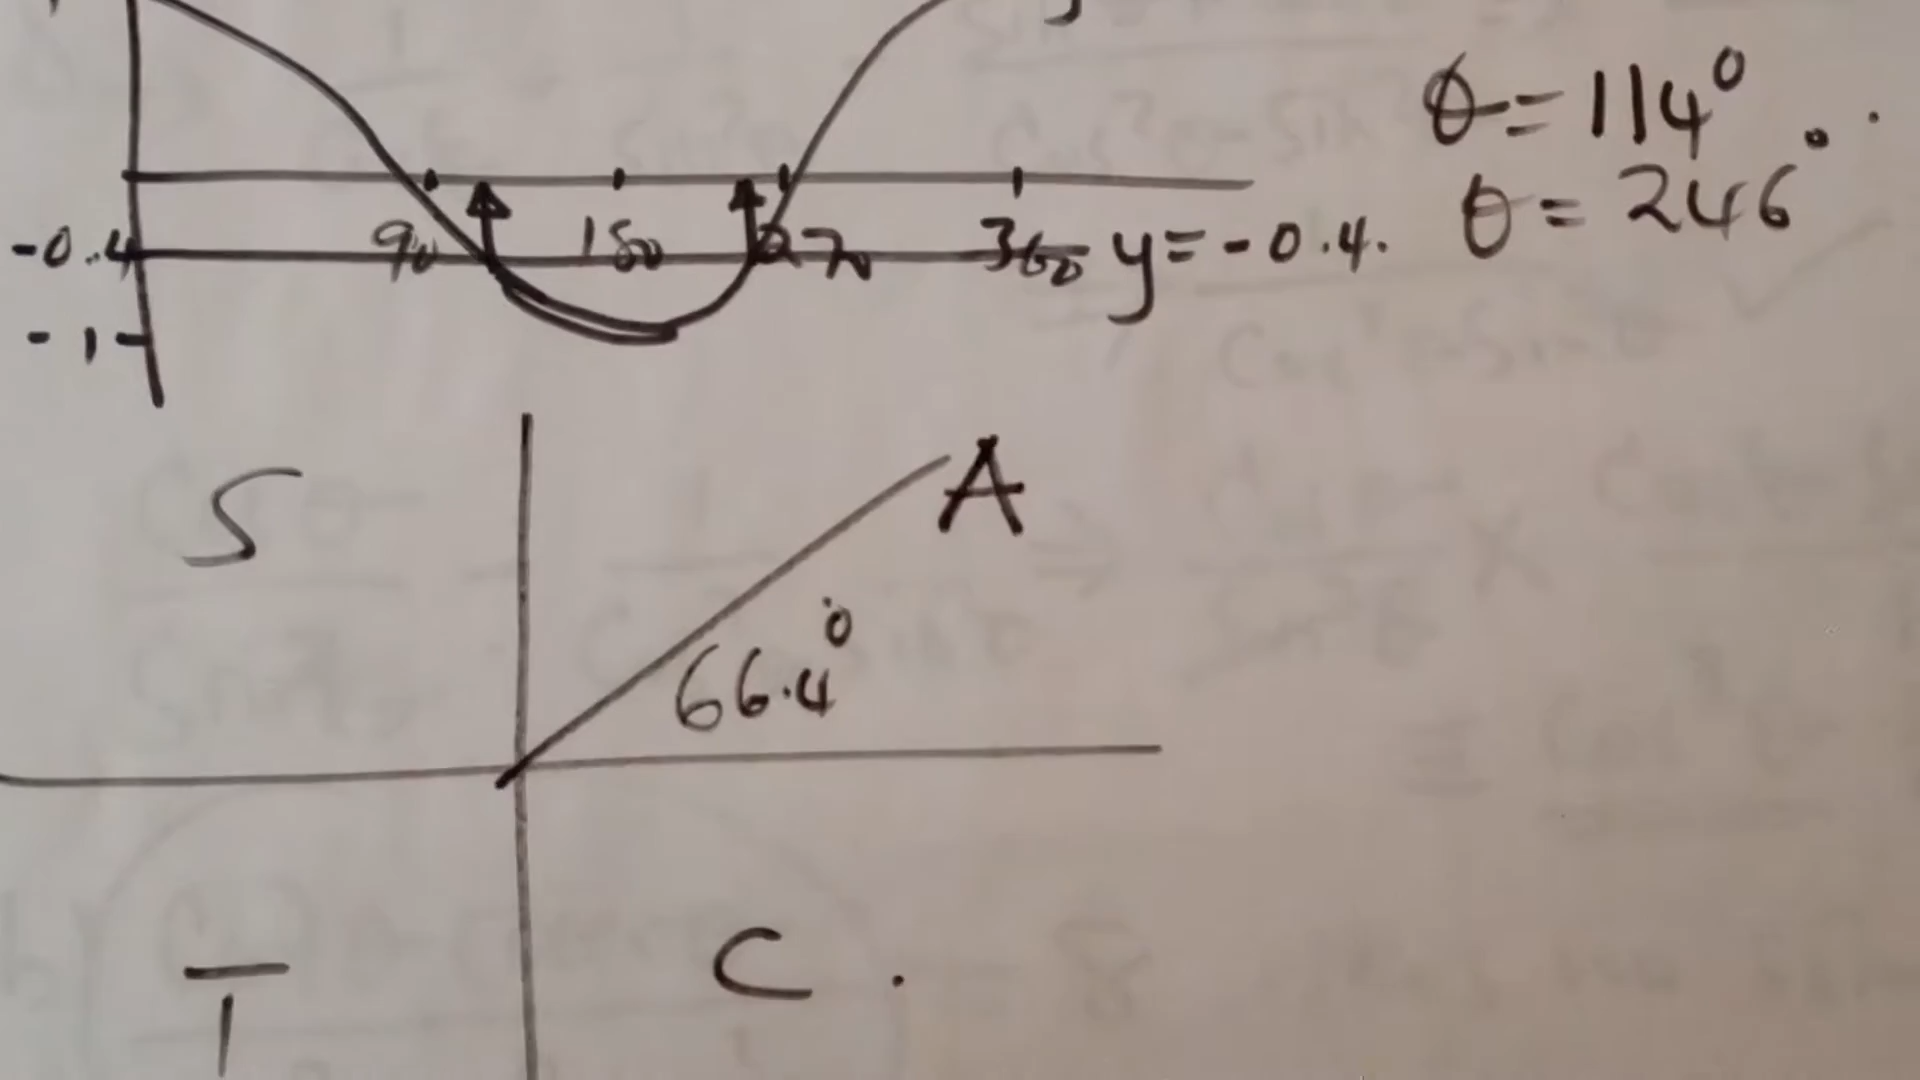 θ = 114°
θ = 246°
-0.4 90 180 270 360 y = -0.4.
-1
S A
66.4°
T C.